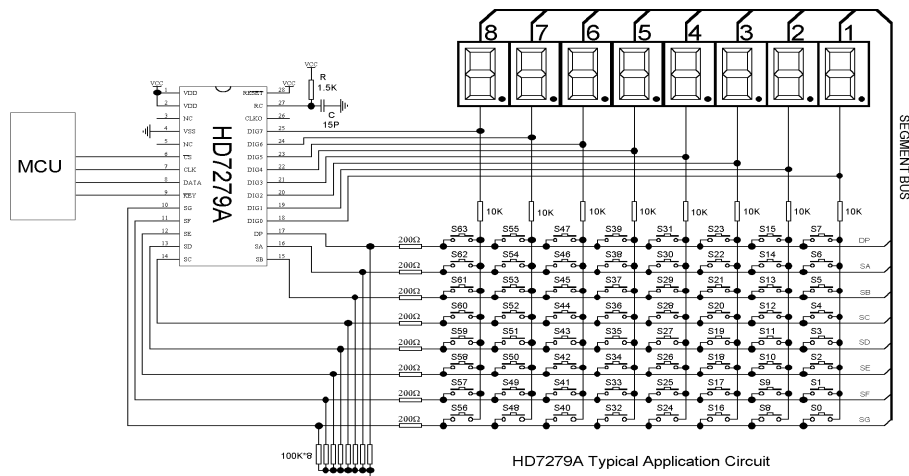 8 7 6 5 4 3 2 1
VCC
R
1.5K
VCC
VCC
C
15P
1 VDD RESET 28
2 VDD RC 27
3 NC CLKO 26
4 VSS DIG7 25
5 NC DIG6 24
6 CS DIG5 23
7 CLK DIG4 22
8 DATA DIG3 21
9 KEY DIG2 20
10 SG DIG1 19
11 SF DIG0 18
12 SE DP 17
13 SD SA 16
14 SC SB 15
HD7279A
MCU
SEGMENT BUS
10K 10K 10K 10K 10K 10K 10K 10K
200Ω S63 S55 S47 S39 S31 S23 S15 S7 DP
200Ω S62 S54 S46 S38 S30 S22 S14 S6 SA
200Ω S61 S53 S45 S37 S29 S21 S13 S5 SB
200Ω S60 S52 S44 S36 S28 S20 S12 S4 SC
200Ω S59 S51 S43 S35 S27 S19 S11 S3 SD
200Ω S58 S50 S42 S34 S26 S18 S10 S2 SE
200Ω S57 S49 S41 S33 S25 S17 S9 S1 SF
200Ω S56 S48 S40 S32 S24 S16 S8 S0 SG
100K*8
HD7279A Typical Application Circuit